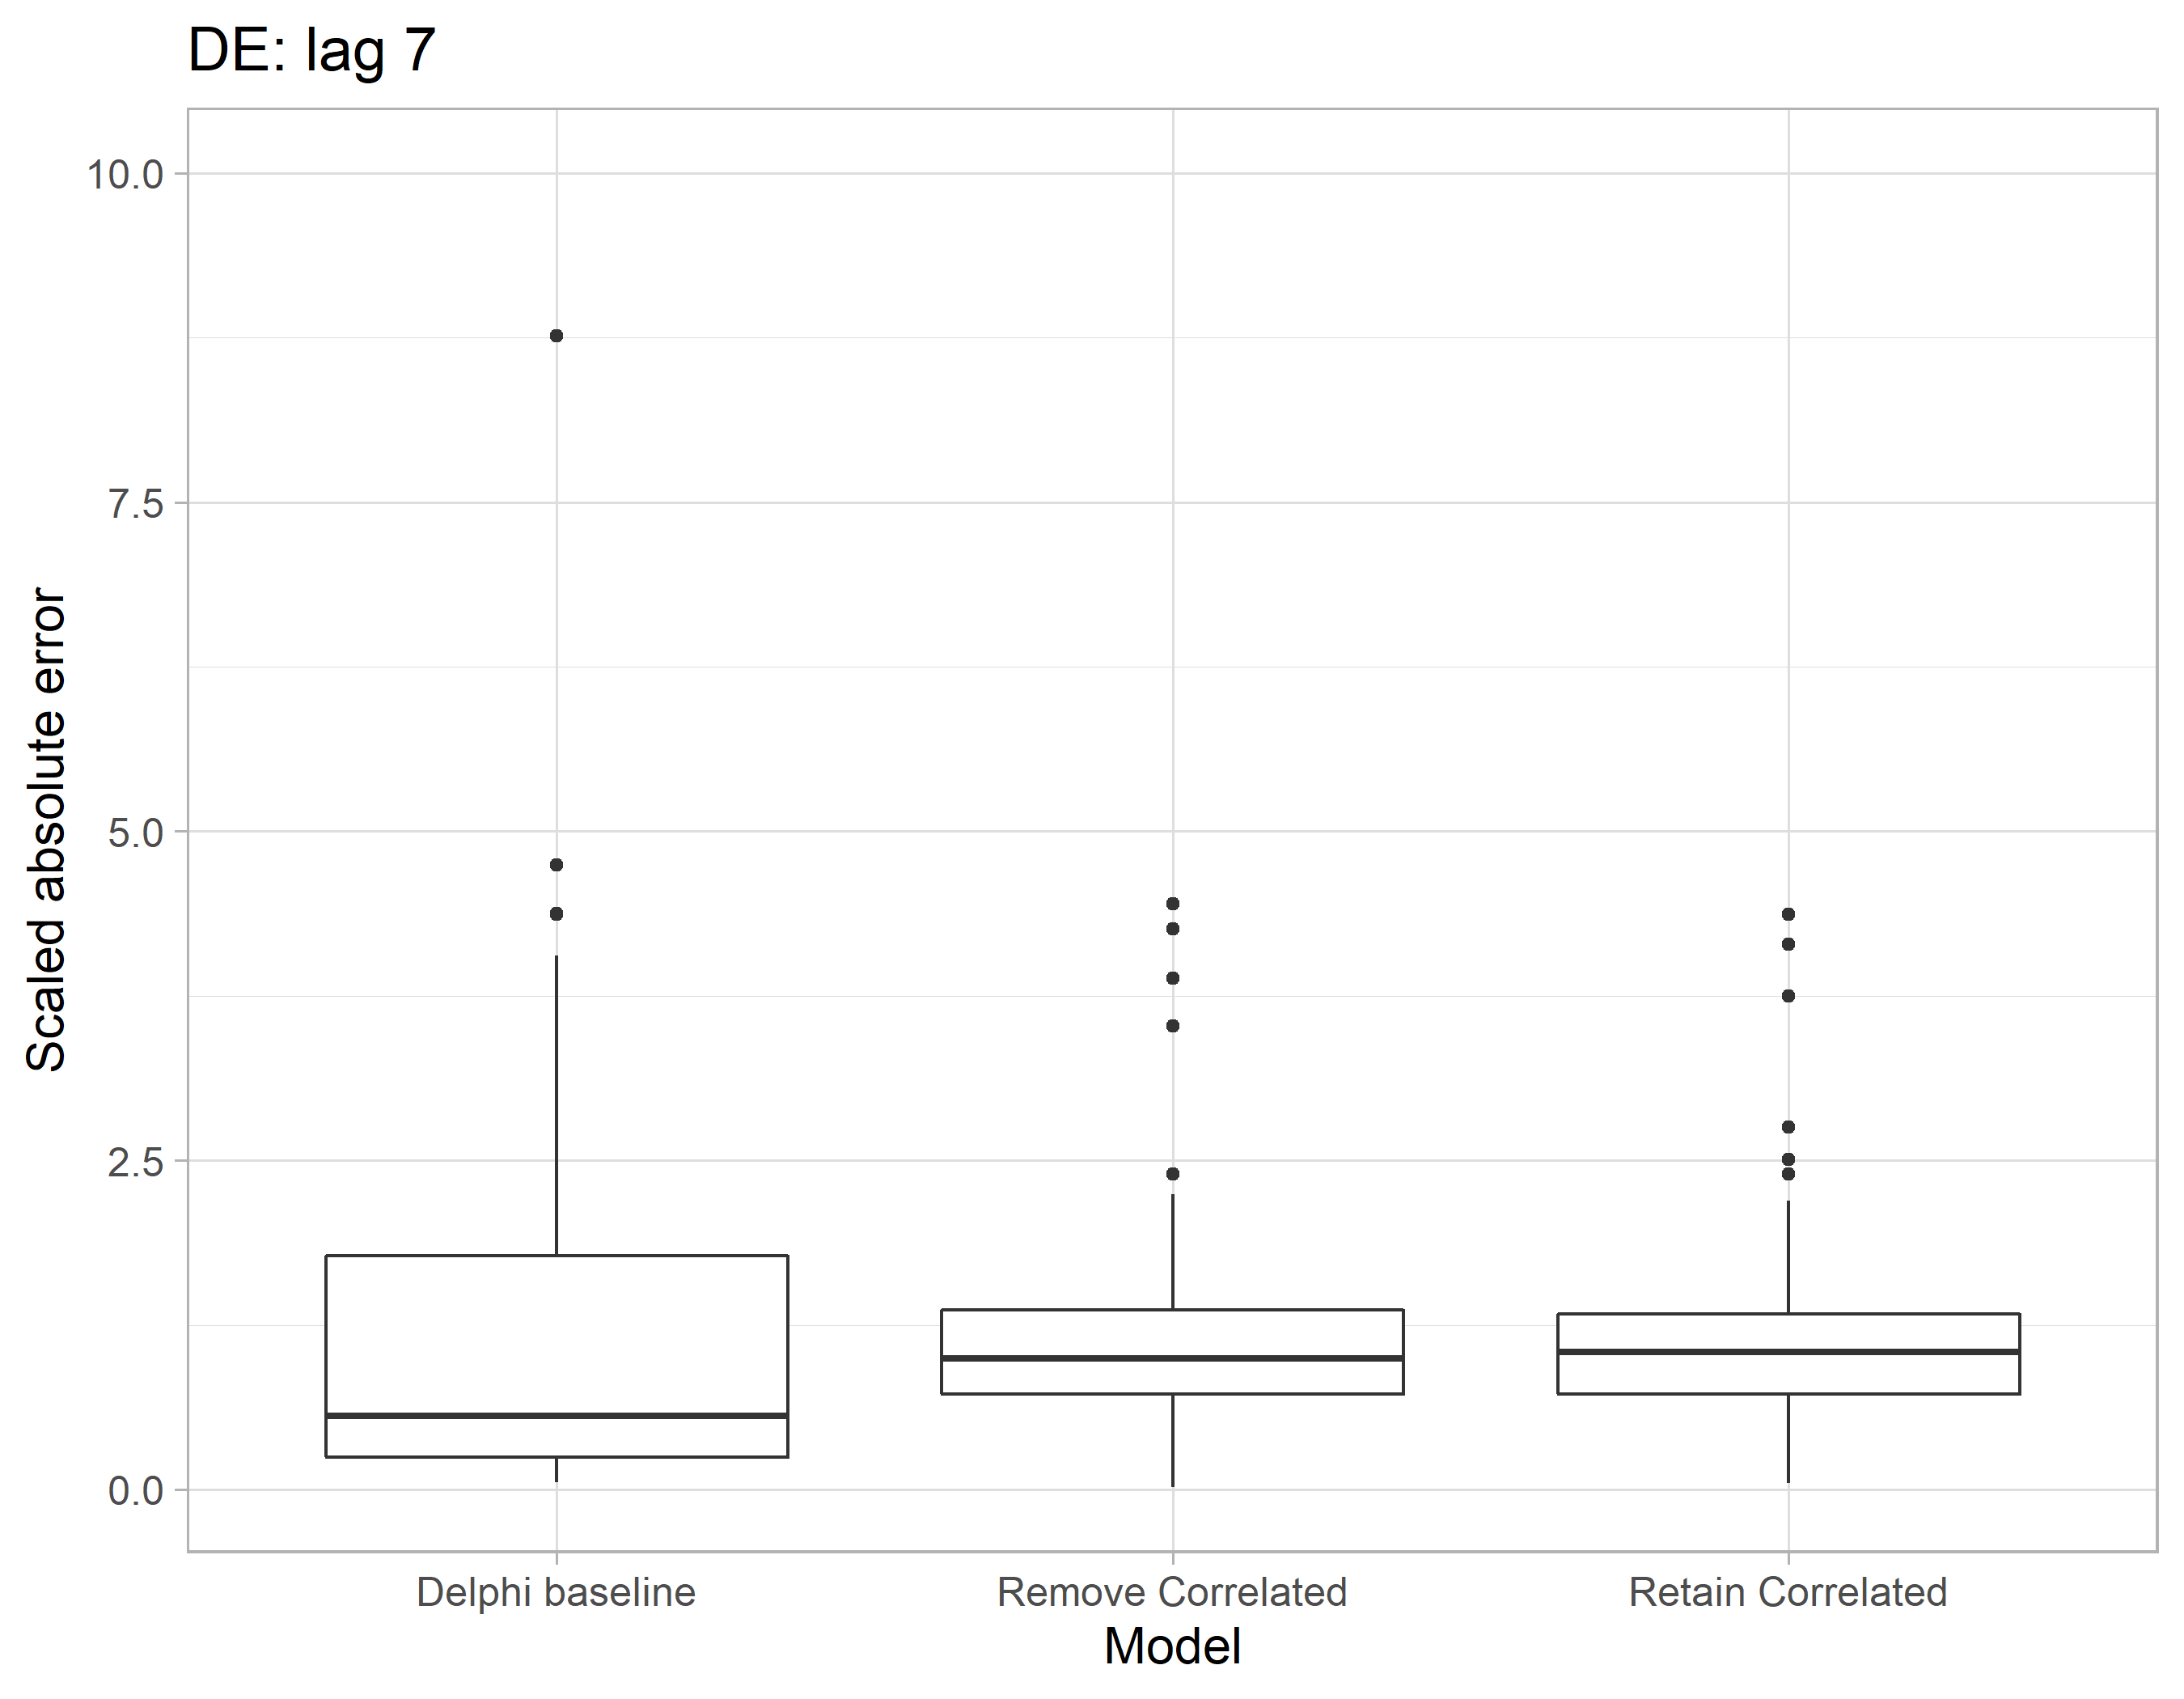 DE: lag 7
Scaled absolute error
10.0
7.5
5.0
2.5
0.0
Delphi baseline
Remove Correlated
Retain Correlated
Model